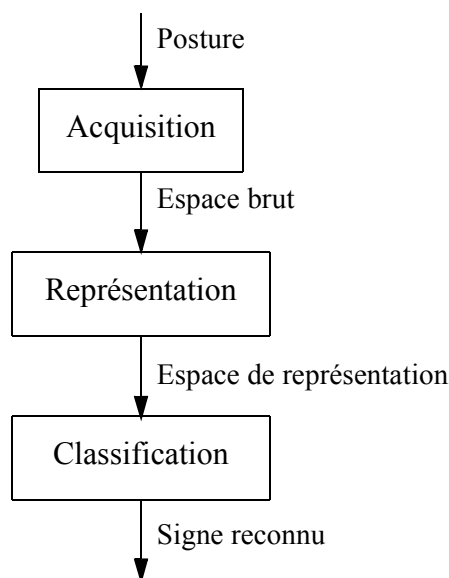 Posture
Acquisition
Espace brut
Représentation
Espace de représentation
Classification
Signe reconnu